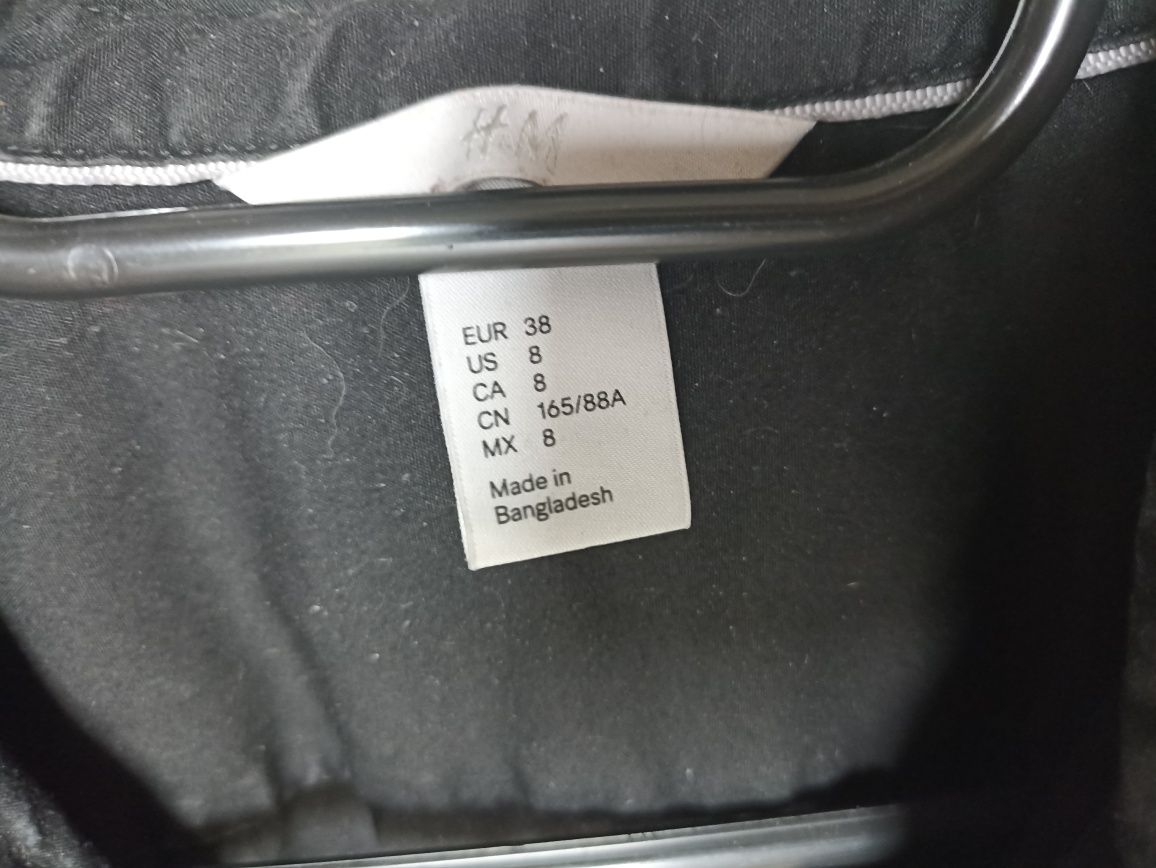 H&M
EUR 38
US 8
CA 8
CN 165/88A
MX 8
Made in
Bangladesh